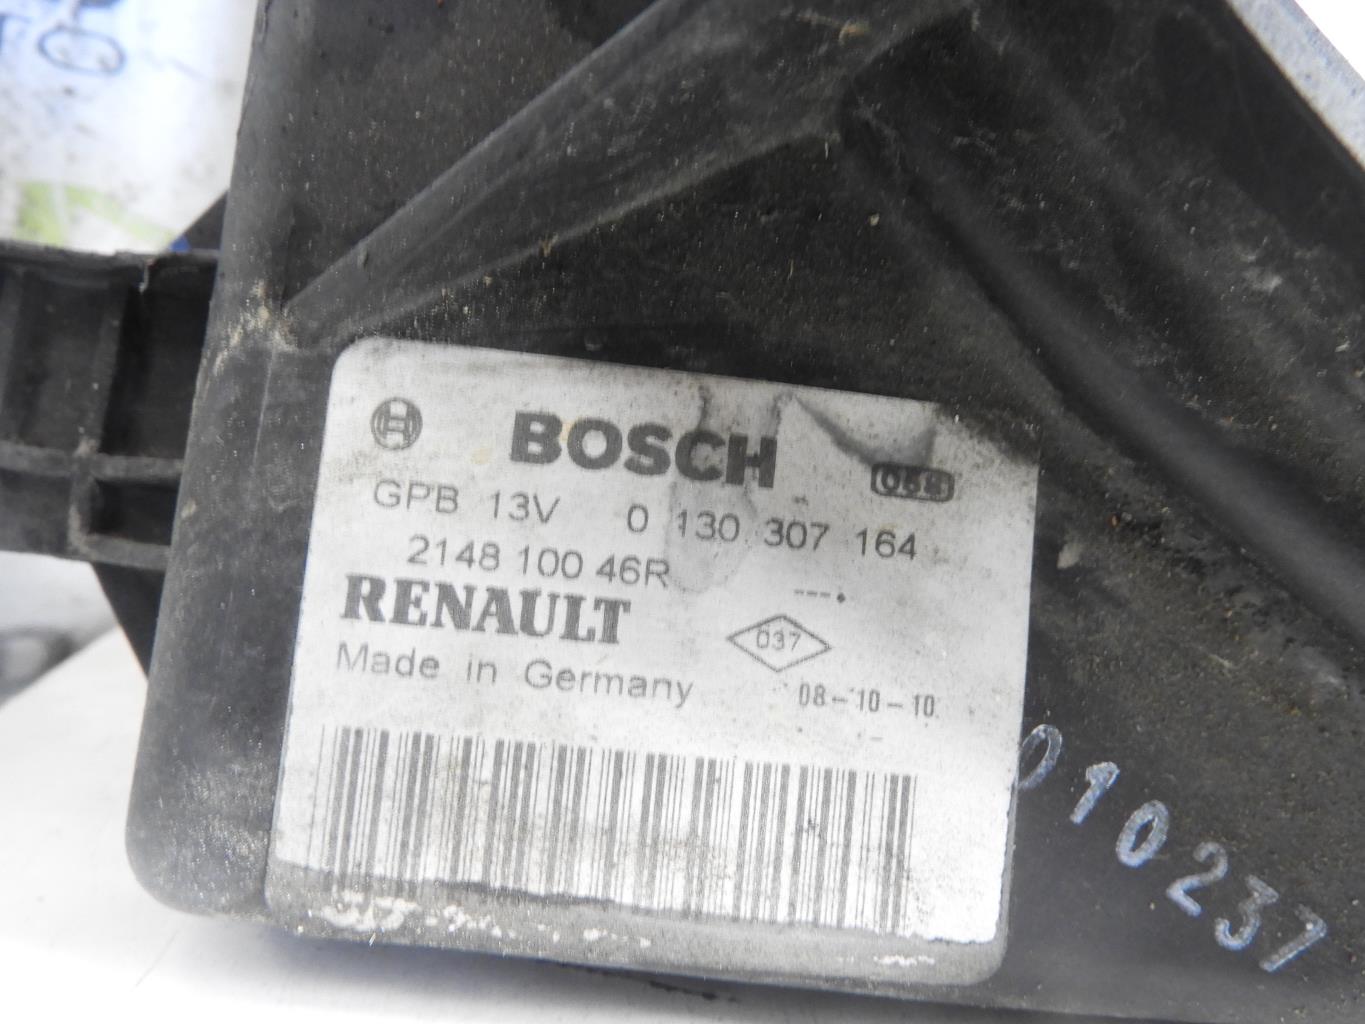 BOSCH
058
GPB 13V 0 130 307 164
2148 100 46R
RENAULT
Made in Germany
037
08-10-10
010237